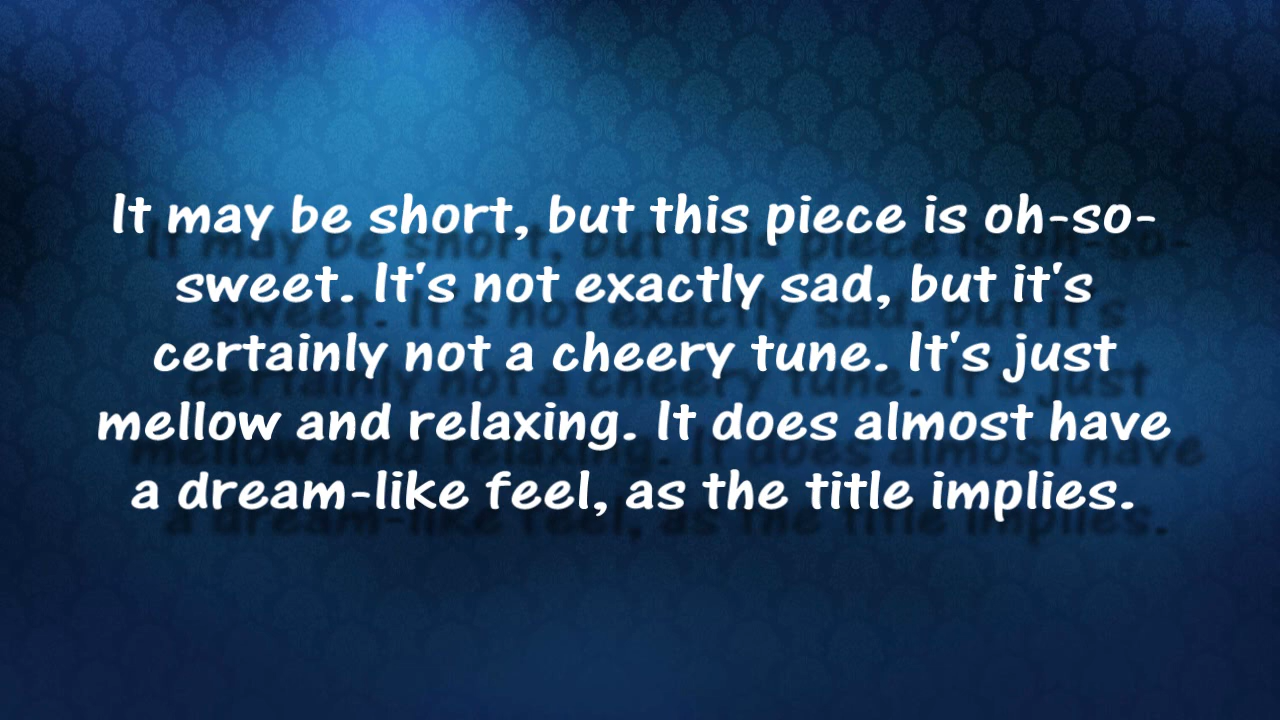 It may be short, but this piece is oh-so-
sweet. It's not exactly sad, but it's
certainly not a cheery tune. It's just
mellow and relaxing. It does almost have
a dream-like feel, as the title implies.